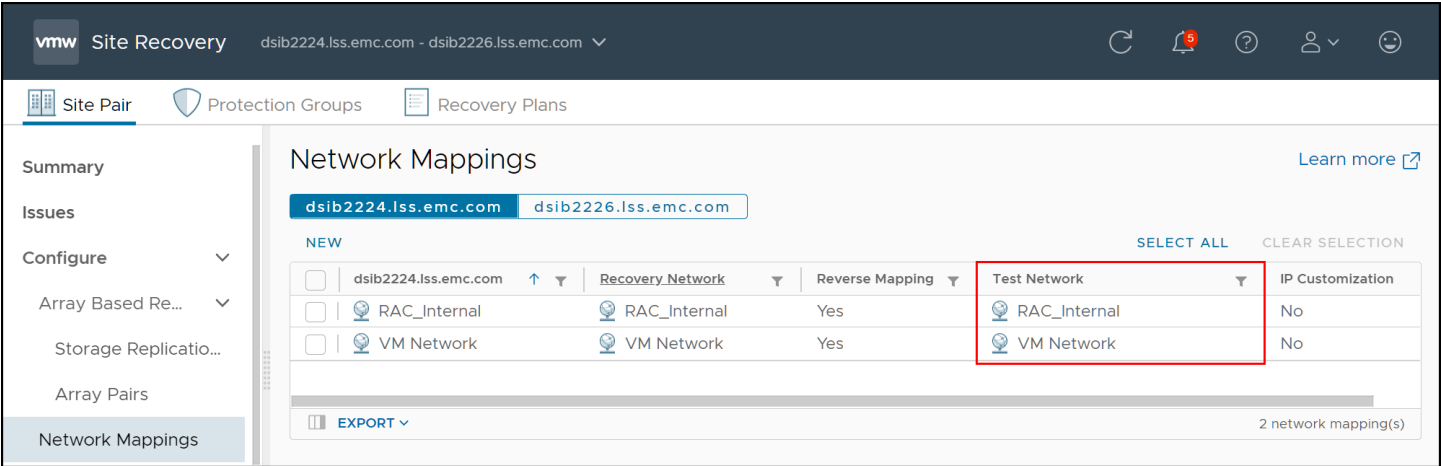 vmw Site Recovery dsib2224.lss.emc.com - dsib2226.lss.emc.com 5
Site Pair Protection Groups Recovery Plans
Summary
Issues
Configure
Array Based Re...
Storage Replicatio...
Array Pairs
Network Mappings
Network Mappings Learn more
dsib2224.lss.emc.com dsib2226.lss.emc.com
NEW SELECT ALL CLEAR SELECTION
dsib2224.lss.emc.com Recovery Network Reverse Mapping Test Network IP Customization
RAC_Internal RAC_Internal Yes RAC_Internal No
VM Network VM Network Yes VM Network No
EXPORT 2 network mapping(s)